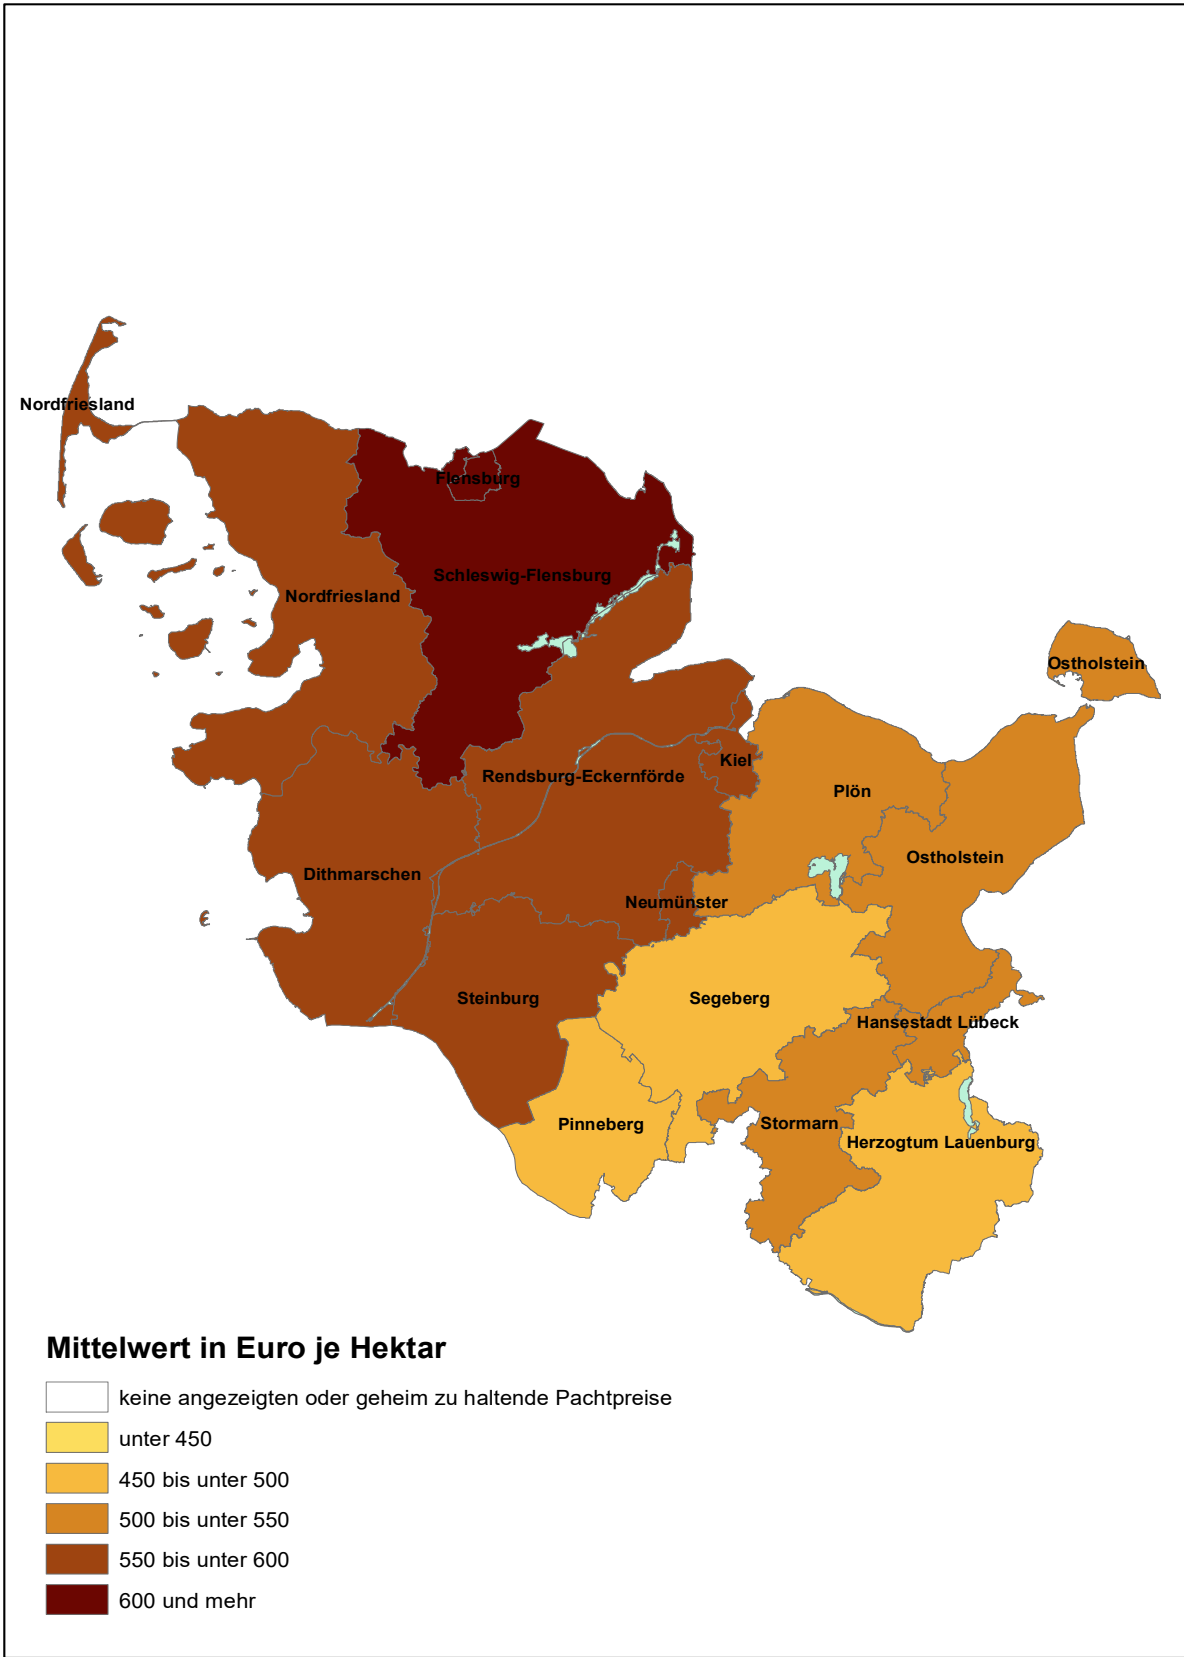 Nordfriesland
Flensburg
Schleswig-Flensburg
Nordfriesland
Ostholstein
Kiel
Rendsburg-Eckernförde
Plön
Ostholstein
Dithmarschen
Neumünster
Steinburg
Segeberg
Hansestadt Lübeck
Pinneberg
Stormarn
Herzogtum Lauenburg
Mittelwert in Euro je Hektar
keine angezeigten oder geheim zu haltende Pachtpreise
unter 450
450 bis unter 500
500 bis unter 550
550 bis unter 600
600 und mehr